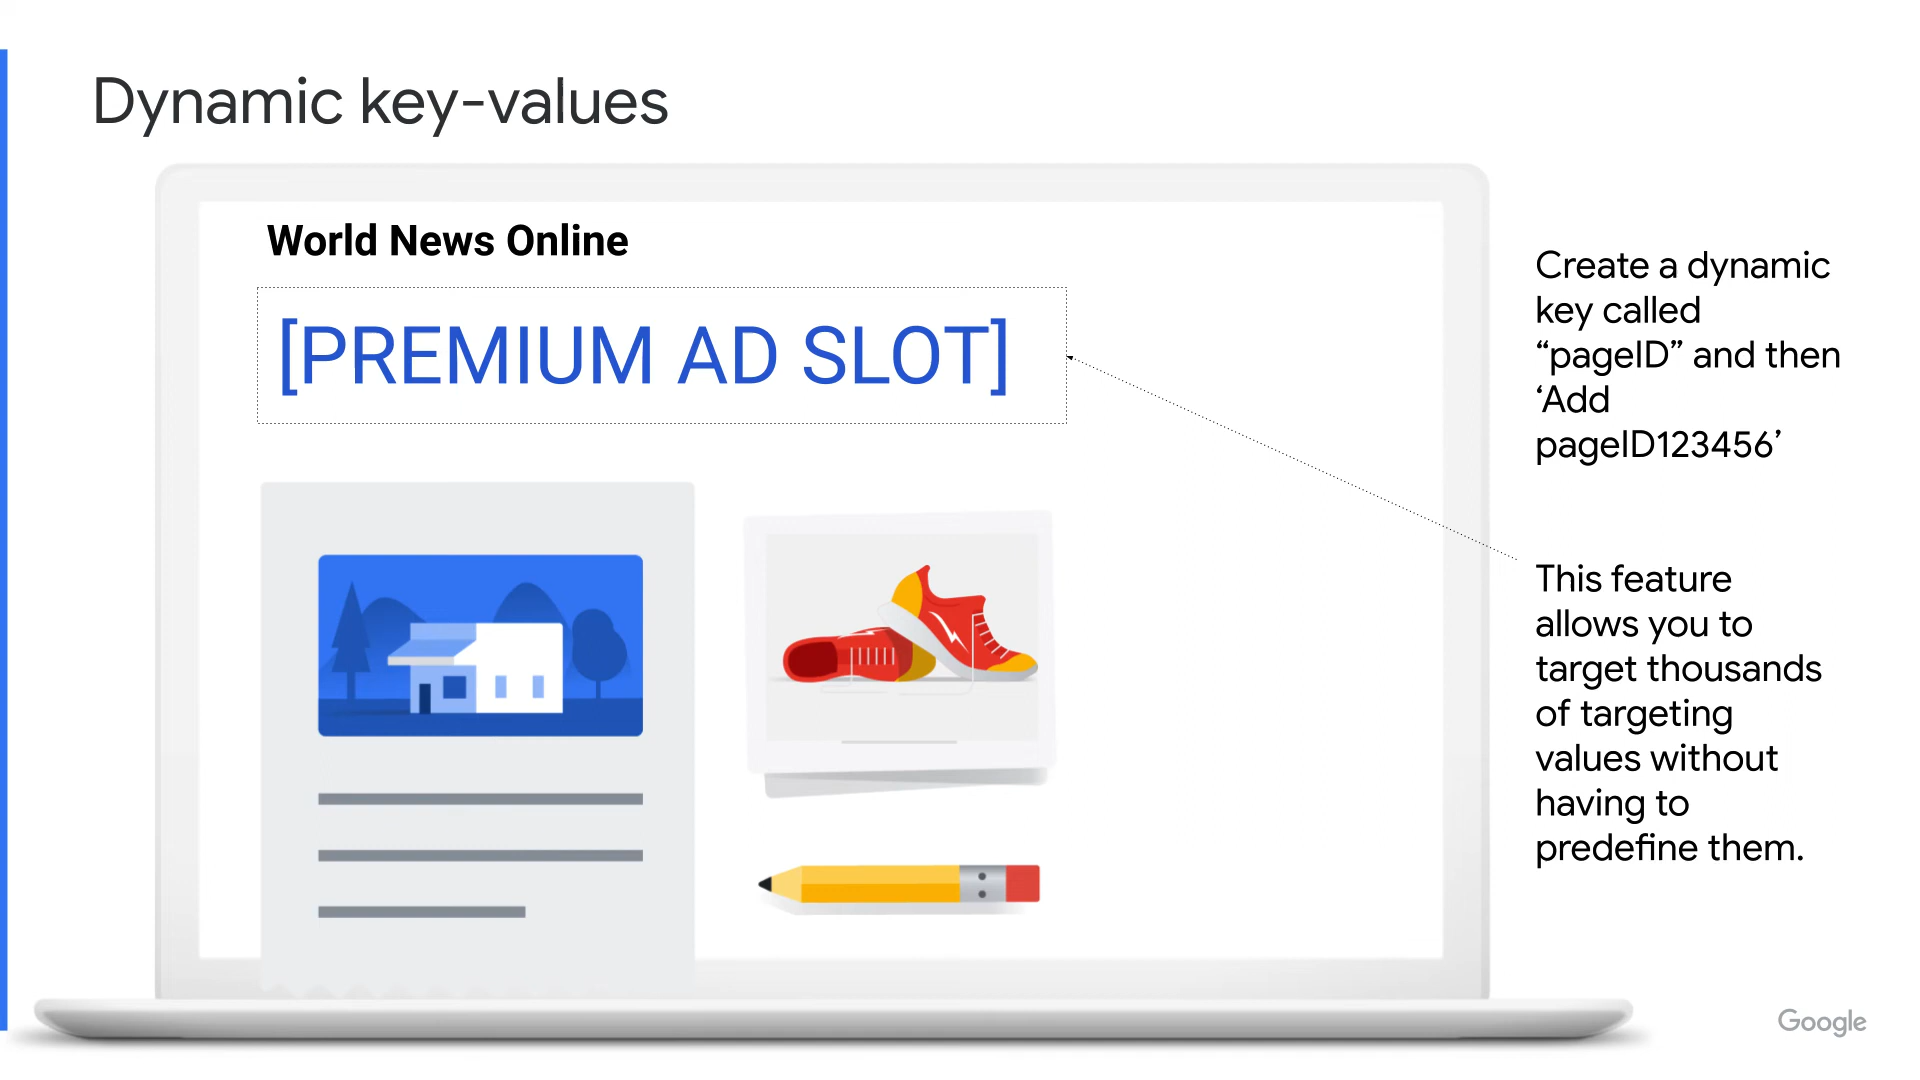 Dynamic key-values
World News Online
[PREMIUM AD SLOT]
Create a dynamic
key called
“pageID” and then
‘Add
pageID123456’
This feature
allows you to
target thousands
of targeting
values without
having to
predefine them.
Google